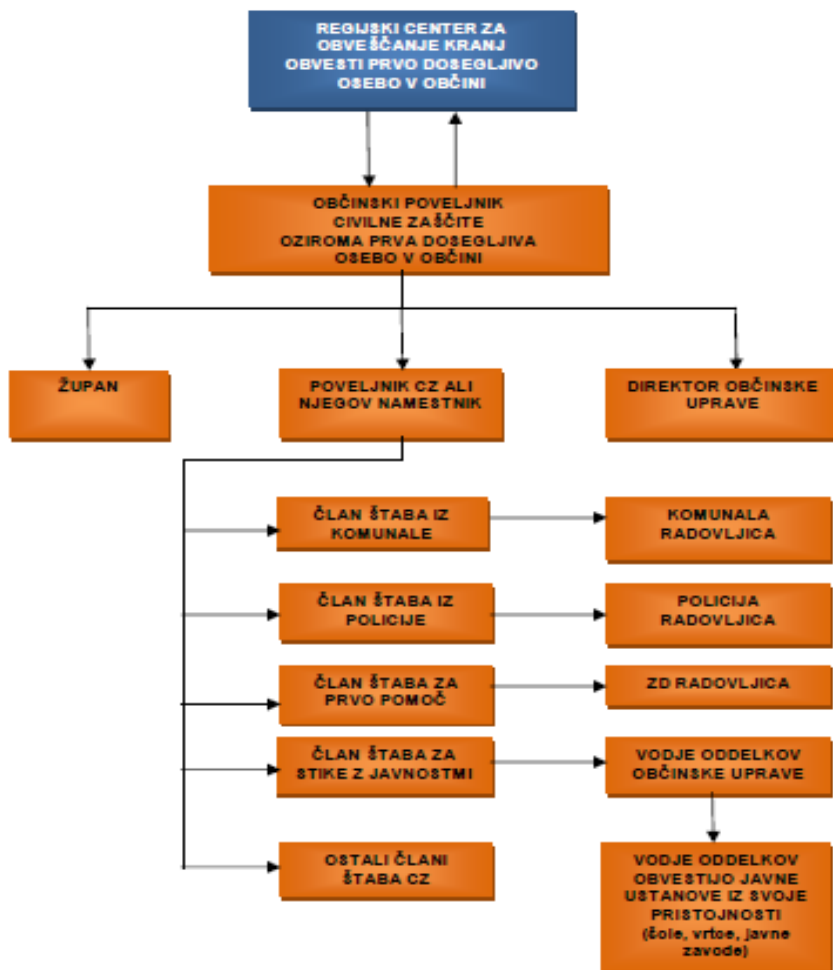 REGIJSKI CENTER ZA
OBVEŠČANJE KRANJ
OBVESTI PRVO DOSEGLJIVO
OSEBO V OBČINI
OBČINSKI POVELJNIK
CIVILNE ZAŠČITE
OZIROMA PRVA DOSEGLJIVA
OSEBO V OBČINI
ŽUPAN
POVELJNIK CZ ALI
NJEGOV NAMESTNIK
DIREKTOR OBČINSKE
UPRAVE
ČLAN ŠTABA IZ
KOMUNALE
KOMUNALA
RADOVLJICA
ČLAN ŠTABA IZ
POLICIJE
POLICIJA
RADOVLJICA
ČLAN ŠTABA ZA
PRVO POMOČ
ZD RADOVLJICA
ČLAN ŠTABA ZA
STIKE Z JAVNOSTMI
VODJE ODDELKOV
OBČINSKE UPRAVE
OSTALI ČLANI
ŠTABA CZ
VODJE ODDELKOV
OBVESTIJO JAVNE
USTANOVE IZ SVOJE
PRISTOJNOSTI
(šole, vrtce, javne
zavode)